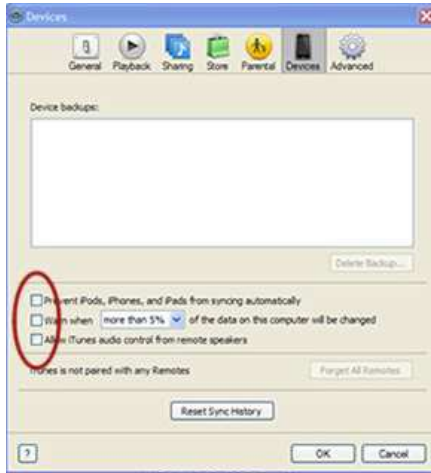 Devices
General Playback Sharing Store Parental Devices Advanced
Device backups:
Delete Backup...
Prevent iPods, iPhones, and iPads from syncing automatically
Warn when more than 5% of the data on this computer will be changed
Allow iTunes audio control from remote speakers
iTunes is not paired with any Remotes Forget All Remotes
Reset Sync History
? OK Cancel